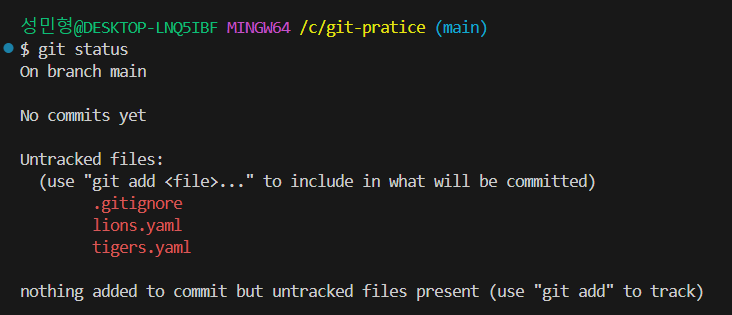 성민형@DESKTOP-LNQ5IBF MINGW64 /c/git-pratice (main)
$ git status
On branch main
No commits yet
Untracked files:
(use "git add <file>..." to include in what will be committed)
.gitignore
lions.yaml
tigers.yaml
nothing added to commit but untracked files present (use "git add" to track)